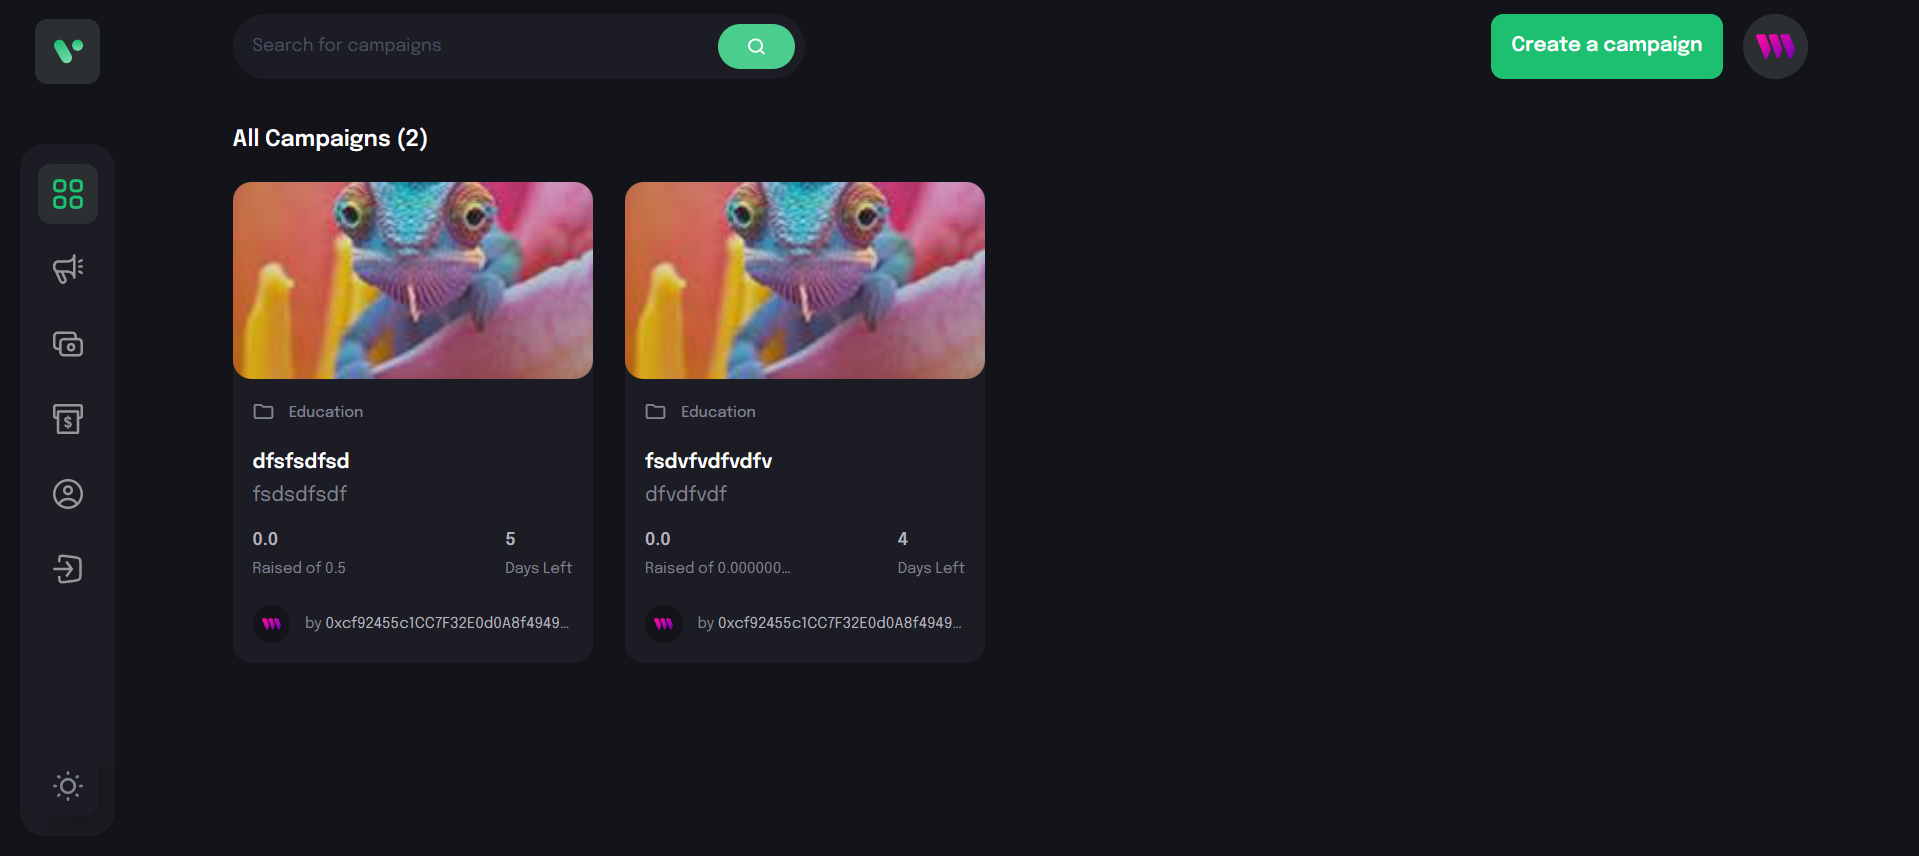 Search for campaigns
Create a campaign
All Campaigns (2)
Education
dfsfsdfsd
fsdsdfsdf
0.0
5
Raised of 0.5
Days Left
by 0xcf92455c1CC7F32E0d0A8f4949...
Education
fsdvfvdfvdfv
dfvdfvdf
0.0
4
Raised of 0.000000...
Days Left
by 0xcf92455c1CC7F32E0d0A8f4949...